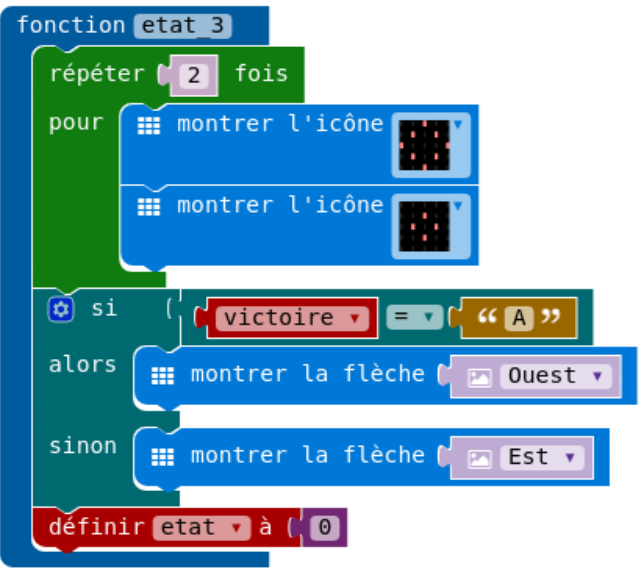 fonction etat_3
répéter 2 fois
pour montrer l'icône
montrer l'icône
si victoire = “ A ”
alors montrer la flèche Ouest
sinon montrer la flèche Est
définir etat à 0